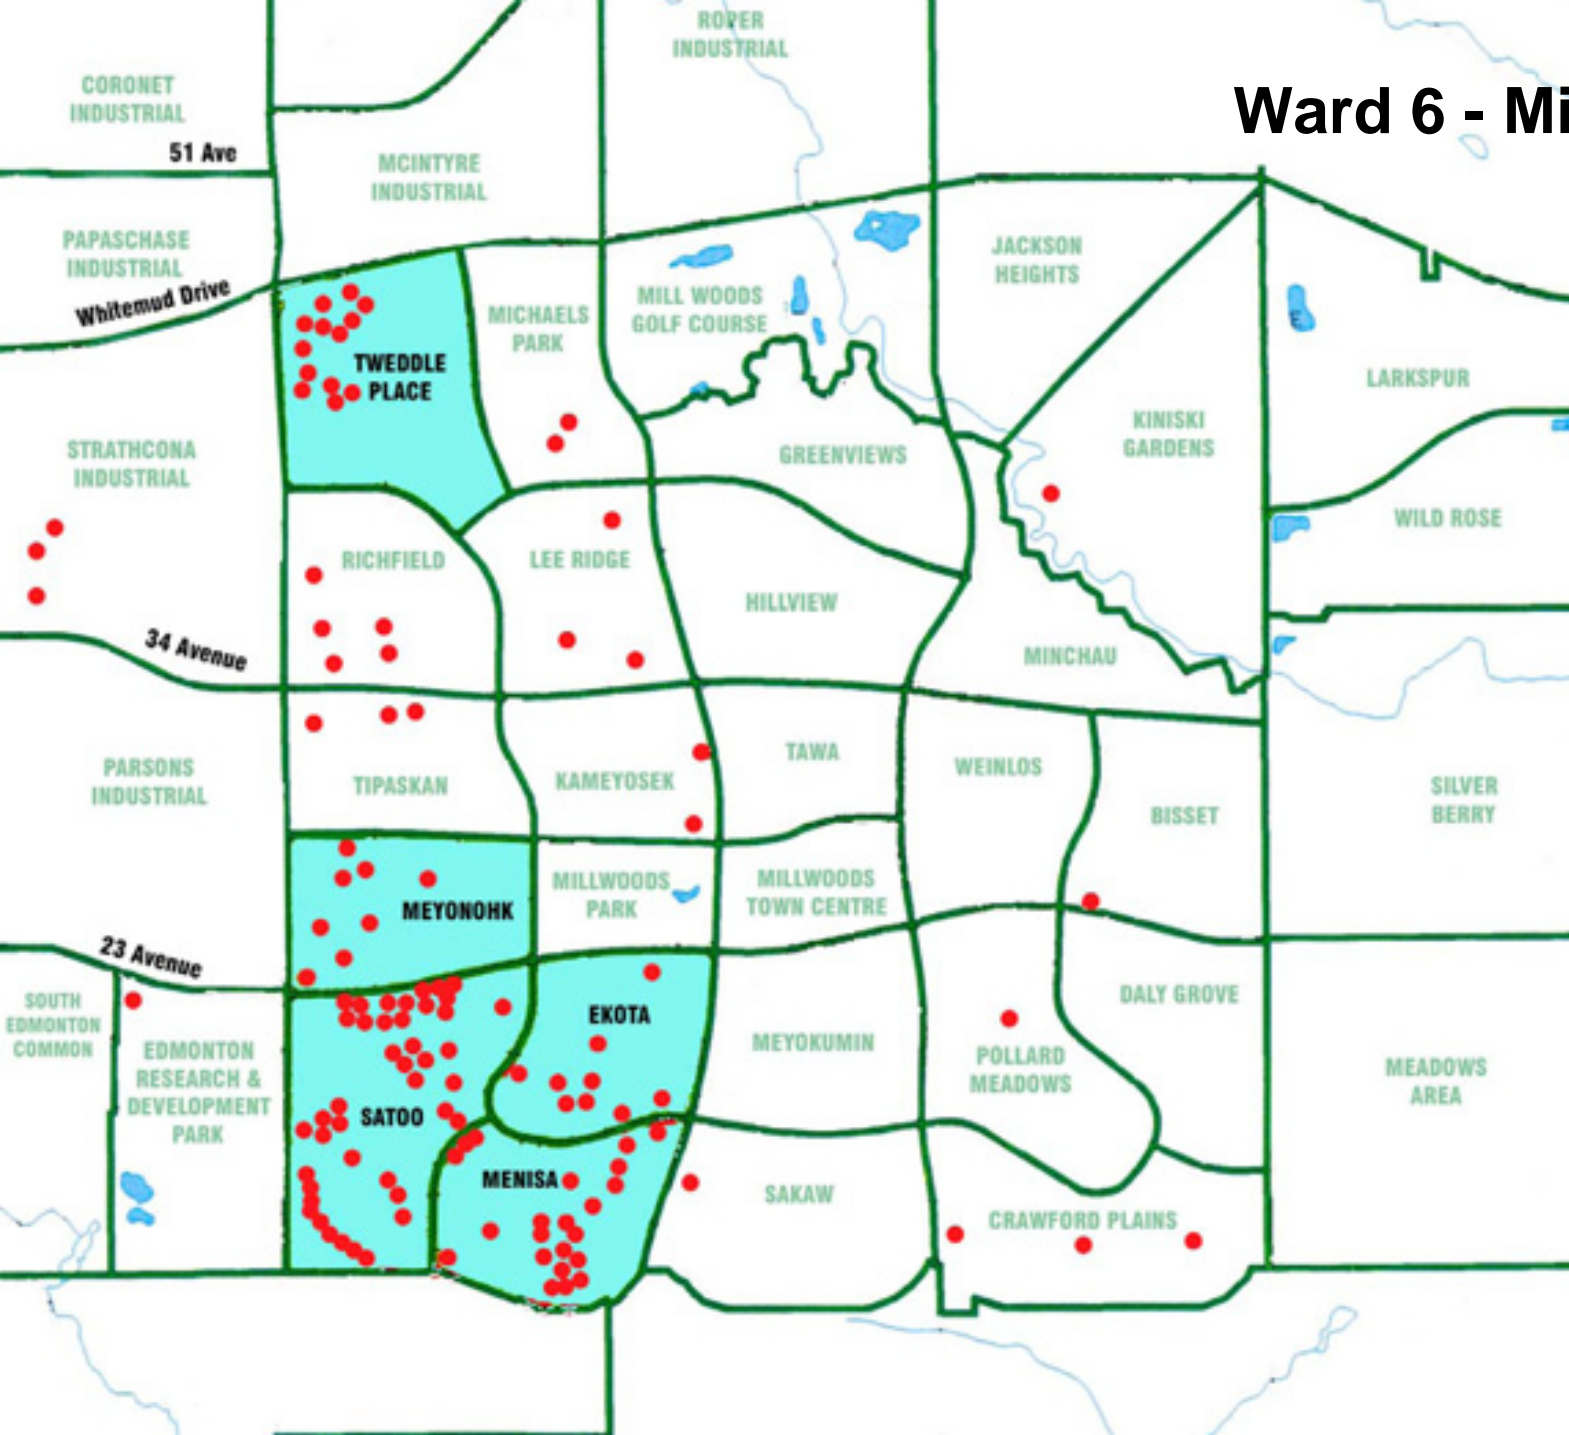 ROPER
INDUSTRIAL
CORONET
INDUSTRIAL
Ward 6 - Mi
51 Ave
MCINTYRE
INDUSTRIAL
PAPASCHASE
INDUSTRIAL
Whitemud Drive
JACKSON
HEIGHTS
MILL WOODS
GOLF COURSE
MICHAELS
PARK
TWEDDLE
PLACE
LARKSPUR
KINISKI
GARDENS
STRATHCONA
INDUSTRIAL
GREENVIEWS
WILD ROSE
RICHFIELD
LEE RIDGE
HILLVIEW
34 Avenue
MINCHAU
PARSONS
INDUSTRIAL
TIPASKAN
KAMEYOSEK
TAWA
WEINLOS
BISSET
SILVER
BERRY
MEYONOHK
MILLWOODS
PARK
MILLWOODS
TOWN CENTRE
23 Avenue
SOUTH
EDMONTON
COMMON
EDMONTON
RESEARCH &
DEVELOPMENT
PARK
EKOTA
MEYOKUMIN
DALY GROVE
POLLARD
MEADOWS
MEADOWS
AREA
SATOO
MENISA
SAKAW
CRAWFORD PLAINS